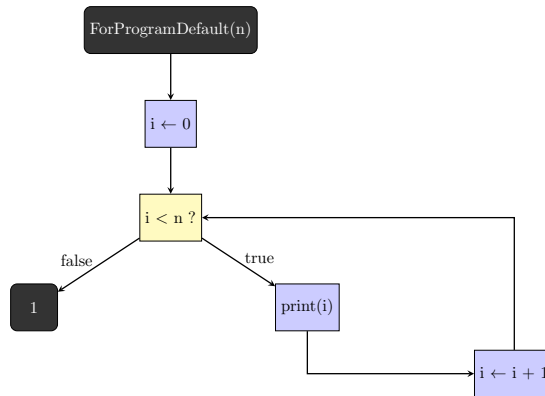 ForProgramDefault(n)
i ← 0
i < n ?
false
true
1
print(i)
i ← i + 1